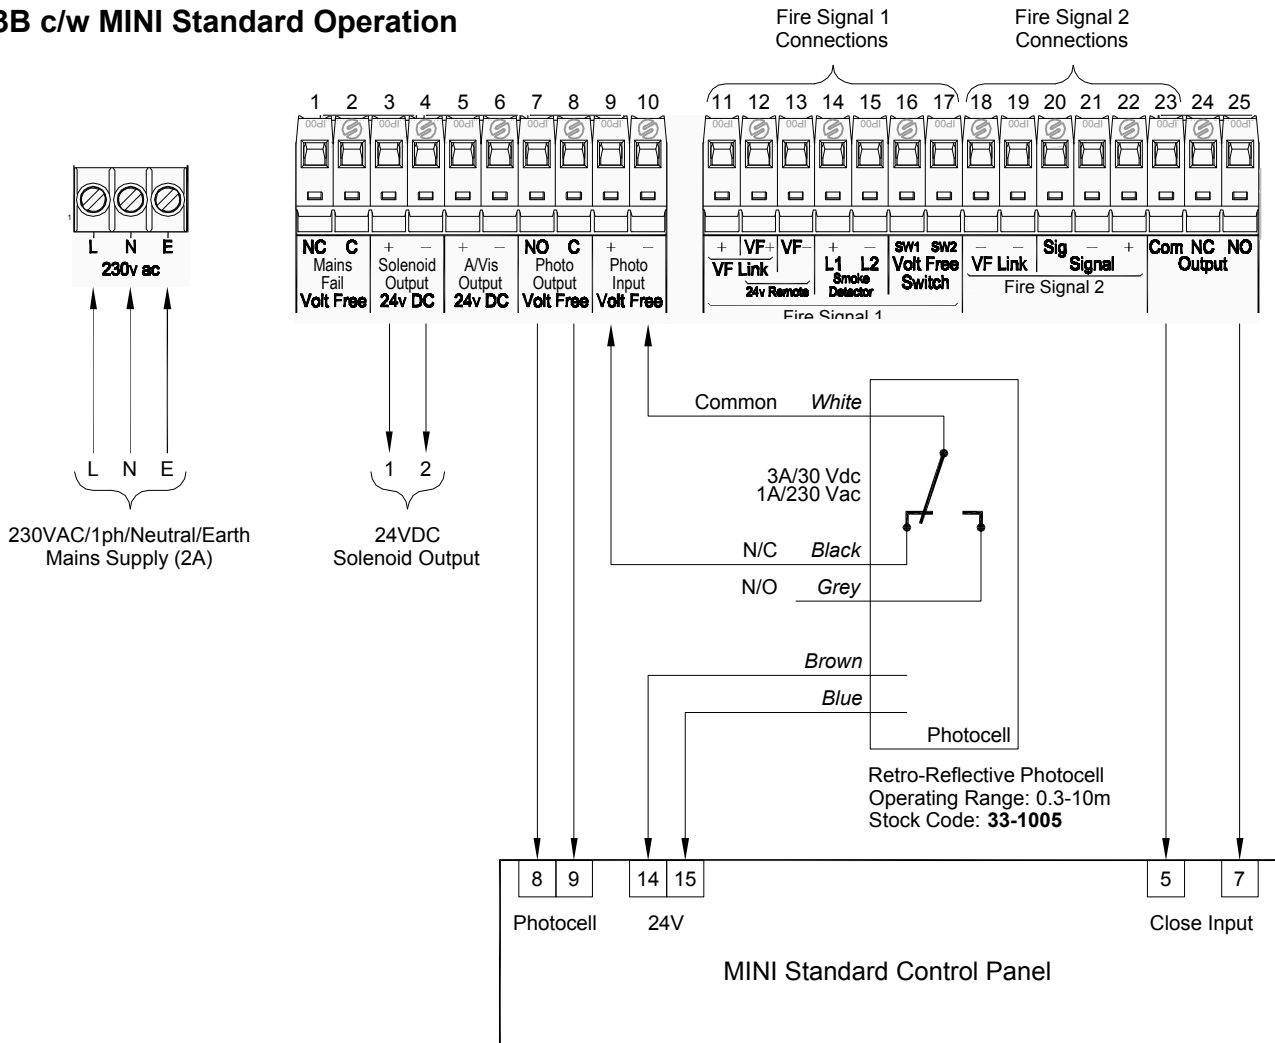 3B c/w MINI Standard Operation
Fire Signal 1
Connections
Fire Signal 2
Connections
1 2 3 4 5 6 7 8 9 10 11 12 13 14 15 16 17 18 19 20 21 22 23 24 25
L N E
230v ac
NC C
Mains
Fail
Volt Free
+ −
Solenoid
Output
24v DC
+ −
A/Vis
Output
24v DC
NO C
Photo
Output
Volt Free
+ −
Photo
Input
Volt Free
+ VF+ VF−
VF Link
24v Remote
+ −
L1 L2
Smoke
Detector
SW1 SW2
Volt Free
Switch
Fire Signal 1
− −
VF Link
Sig − +
Signal
Fire Signal 2
Com NC NO
Output
L N E
230VAC/1ph/Neutral/Earth
Mains Supply (2A)
1 2
24VDC
Solenoid Output
Common White
3A/30 Vdc
1A/230 Vac
N/C Black
N/O Grey
Brown
Blue
Photocell
Retro-Reflective Photocell
Operating Range: 0.3-10m
Stock Code: 33-1005
8 9 14 15 5 7
Photocell 24V Close Input
MINI Standard Control Panel